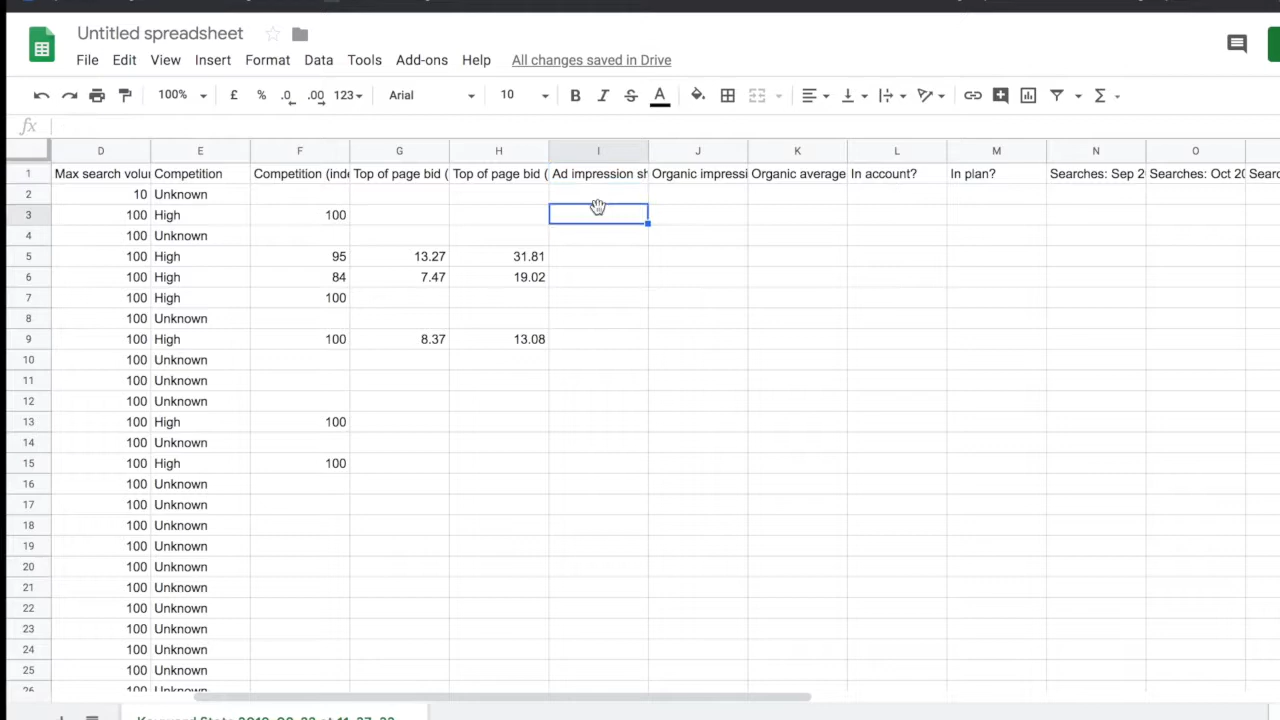 Untitled spreadsheet
File Edit View Insert Format Data Tools Add-ons Help All changes saved in Drive
100% £ % .0 .00 123 Arial 10 B I S A Σ
fx
D E F G H I J K L M N O
1 Max search volu Competition Competition (inde Top of page bid ( Top of page bid ( Ad impression sh Organic impressi Organic average In account? In plan? Searches: Sep 2 Searches: Oct 20 Searc
2 10 Unknown
3 100 High 100
4 100 Unknown
5 100 High 95 13.27 31.81
6 100 High 84 7.47 19.02
7 100 High 100
8 100 Unknown
9 100 High 100 8.37 13.08
10 100 Unknown
11 100 Unknown
12 100 Unknown
13 100 High 100
14 100 Unknown
15 100 High 100
16 100 Unknown
17 100 Unknown
18 100 Unknown
19 100 Unknown
20 100 Unknown
21 100 Unknown
22 100 Unknown
23 100 Unknown
24 100 Unknown
25 100 Unknown
26 100 Unknown